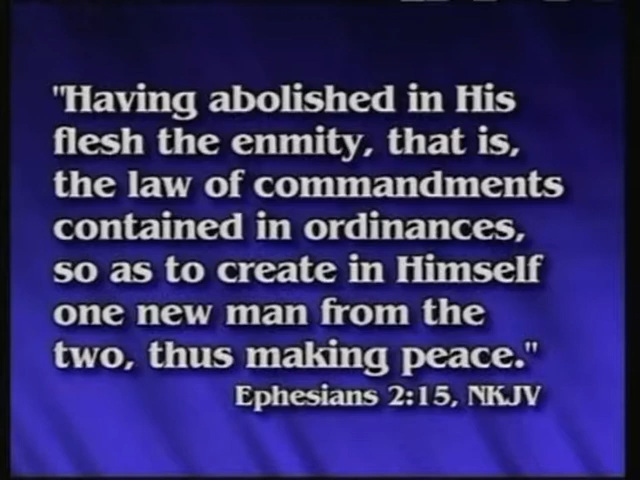 "Having abolished in His
flesh the enmity, that is,
the law of commandments
contained in ordinances,
so as to create in Himself
one new man from the
two, thus making peace."
Ephesians 2:15, NKJV